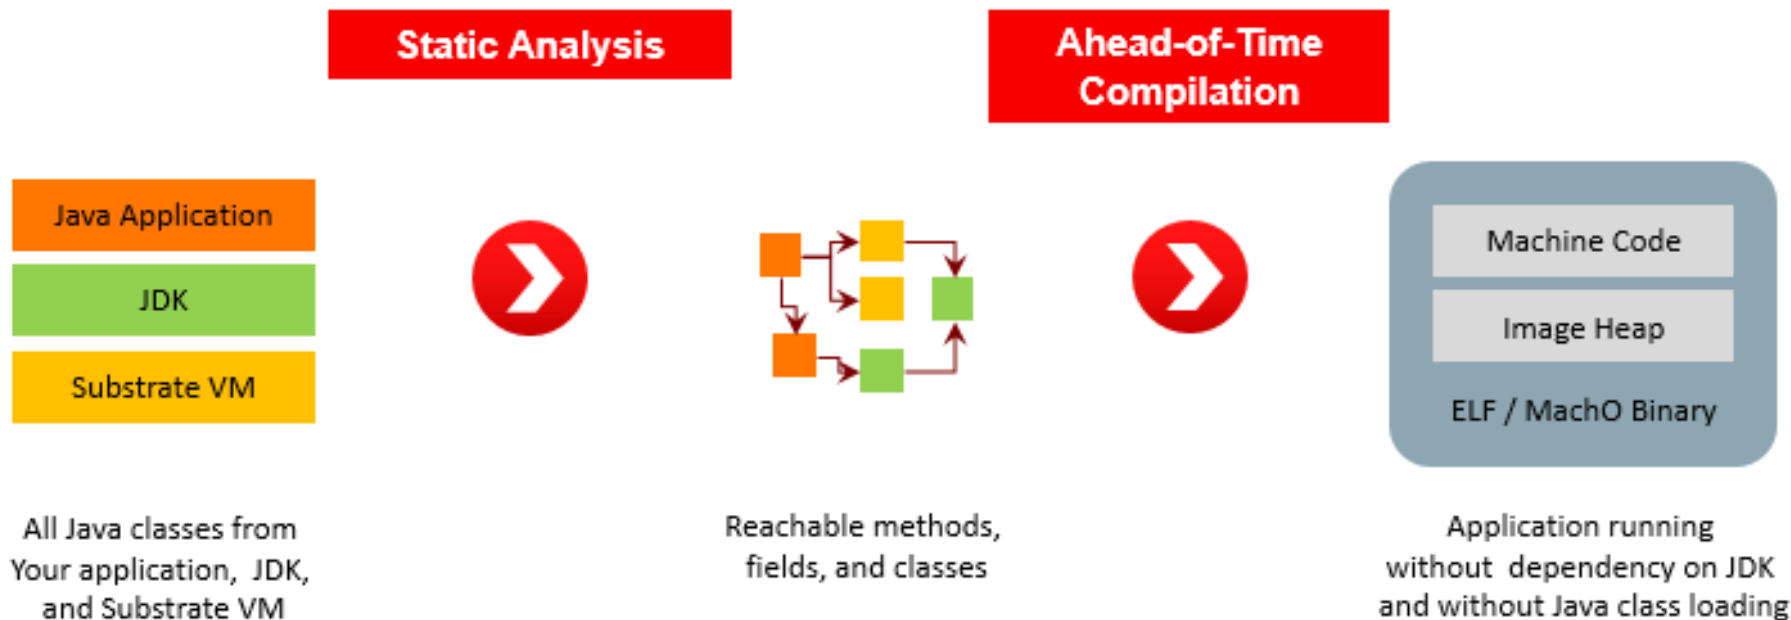 Static Analysis
Ahead-of-Time
Compilation
Java Application
JDK
Substrate VM
Machine Code
Image Heap
ELF / MachO Binary
All Java classes from
Your application, JDK,
and Substrate VM
Reachable methods,
fields, and classes
Application running
without dependency on JDK
and without Java class loading